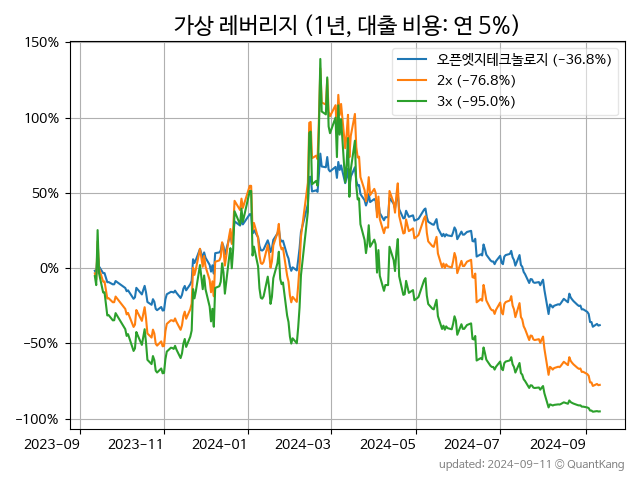 가상 레버리지 (1년, 대출 비용: 연 5%)
150%
100%
50%
0%
−50%
−100%
오픈엣지테크놀로지 (−36.8%)
2x (−76.8%)
3x (−95.0%)
2023-09 2023-11 2024-01 2024-03 2024-05 2024-07 2024-09
updated: 2024-09-11 © QuantKang